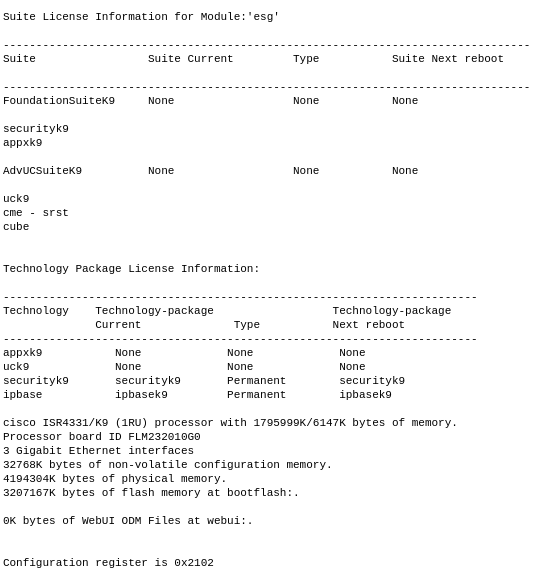 Suite License Information for Module:'esg'
--------------------------------------------------------------------------------
Suite                 Suite Current         Type           Suite Next reboot
--------------------------------------------------------------------------------
FoundationSuiteK9     None                  None           None
securityk9
appxk9
AdvUCSuiteK9          None                  None           None
uck9
cme - srst
cube
Technology Package License Information:
------------------------------------------------------------------------
Technology    Technology-package                  Technology-package
              Current              Type           Next reboot
------------------------------------------------------------------------
appxk9           None             None             None
uck9             None             None             None
securityk9       securityk9       Permanent        securityk9
ipbase           ipbasek9         Permanent        ipbasek9
cisco ISR4331/K9 (1RU) processor with 1795999K/6147K bytes of memory.
Processor board ID FLM232010G0
3 Gigabit Ethernet interfaces
32768K bytes of non-volatile configuration memory.
4194304K bytes of physical memory.
3207167K bytes of flash memory at bootflash:.
0K bytes of WebUI ODM Files at webui:.
Configuration register is 0x2102